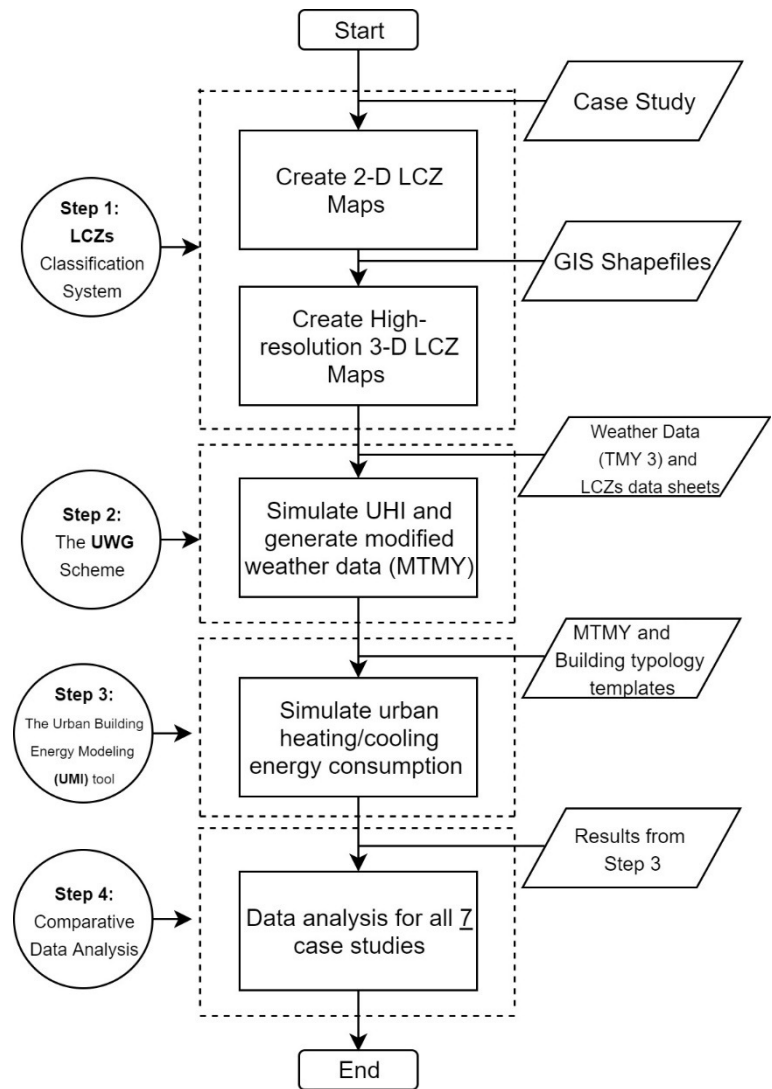 Start
Case Study
Create 2-D LCZ
Maps
Step 1:
LCZs
Classification
System
GIS Shapefiles
Create High-
resolution 3-D LCZ
Maps
Weather Data
(TMY 3) and
LCZs data sheets
Step 2:
The UWG
Scheme
Simulate UHI and
generate modified
weather data (MTMY)
MTMY and
Building typology
templates
Step 3:
The Urban Building
Energy Modeling
(UMI) tool
Simulate urban
heating/cooling
energy consumption
Results from
Step 3
Step 4:
Comparative
Data Analysis
Data analysis for all 7
case studies
End